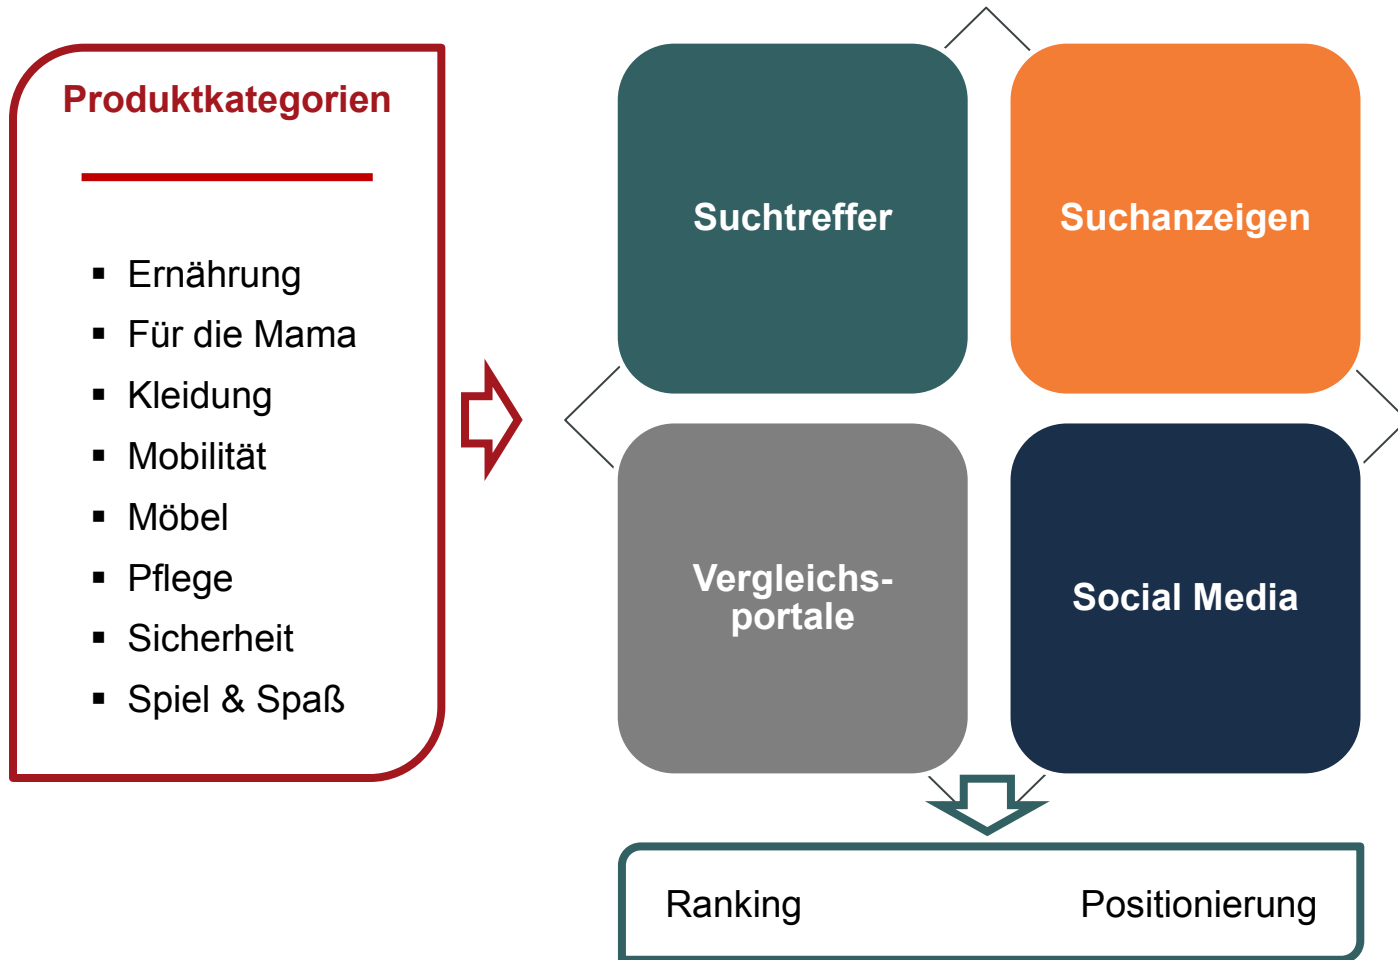 Produktkategorien
▪ Ernährung
▪ Für die Mama
▪ Kleidung
▪ Mobilität
▪ Möbel
▪ Pflege
▪ Sicherheit
▪ Spiel & Spaß
Suchtreffer
Suchanzeigen
Vergleichs-
portale
Social Media
Ranking
Positionierung